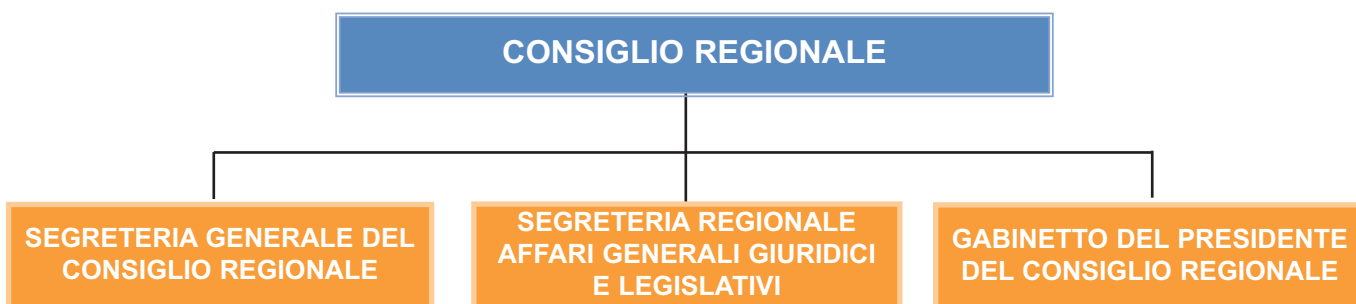 CONSIGLIO REGIONALE
SEGRETERIA GENERALE DEL
CONSIGLIO REGIONALE
SEGRETERIA REGIONALE
AFFARI GENERALI GIURIDICI
E LEGISLATIVI
GABINETTO DEL PRESIDENTE
DEL CONSIGLIO REGIONALE